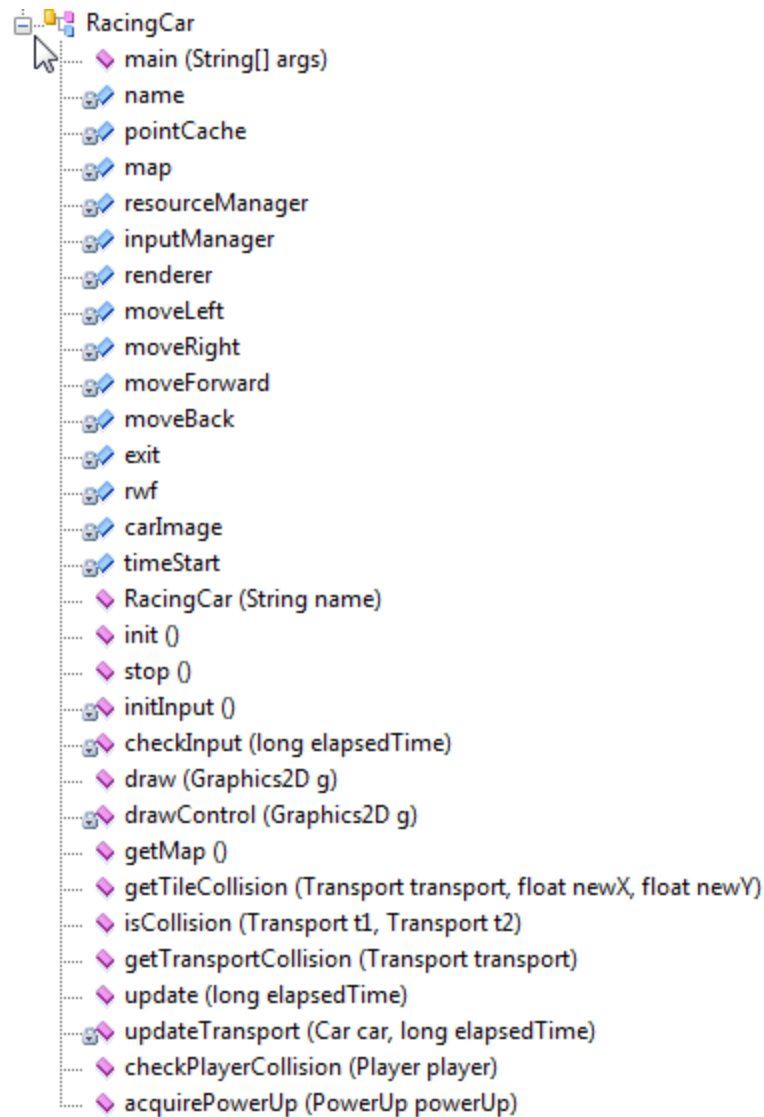 RacingCar
main (String[] args)
name
pointCache
map
resourceManager
inputManager
renderer
moveLeft
moveRight
moveForward
moveBack
exit
rwf
carImage
timeStart
RacingCar (String name)
init ()
stop ()
initInput ()
checkInput (long elapsedTime)
draw (Graphics2D g)
drawControl (Graphics2D g)
getMap ()
getTileCollision (Transport transport, float newX, float newY)
isCollision (Transport t1, Transport t2)
getTransportCollision (Transport transport)
update (long elapsedTime)
updateTransport (Car car, long elapsedTime)
checkPlayerCollision (Player player)
acquirePowerUp (PowerUp powerUp)